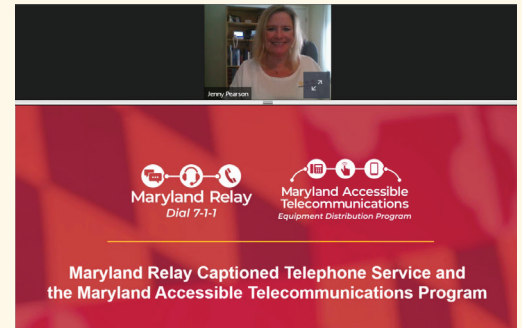 Jenny Pearson
Maryland Relay
Dial 7-1-1
Maryland Accessible
Telecommunications
Equipment Distribution Program
Maryland Relay Captioned Telephone Service and
the Maryland Accessible Telecommunications Program